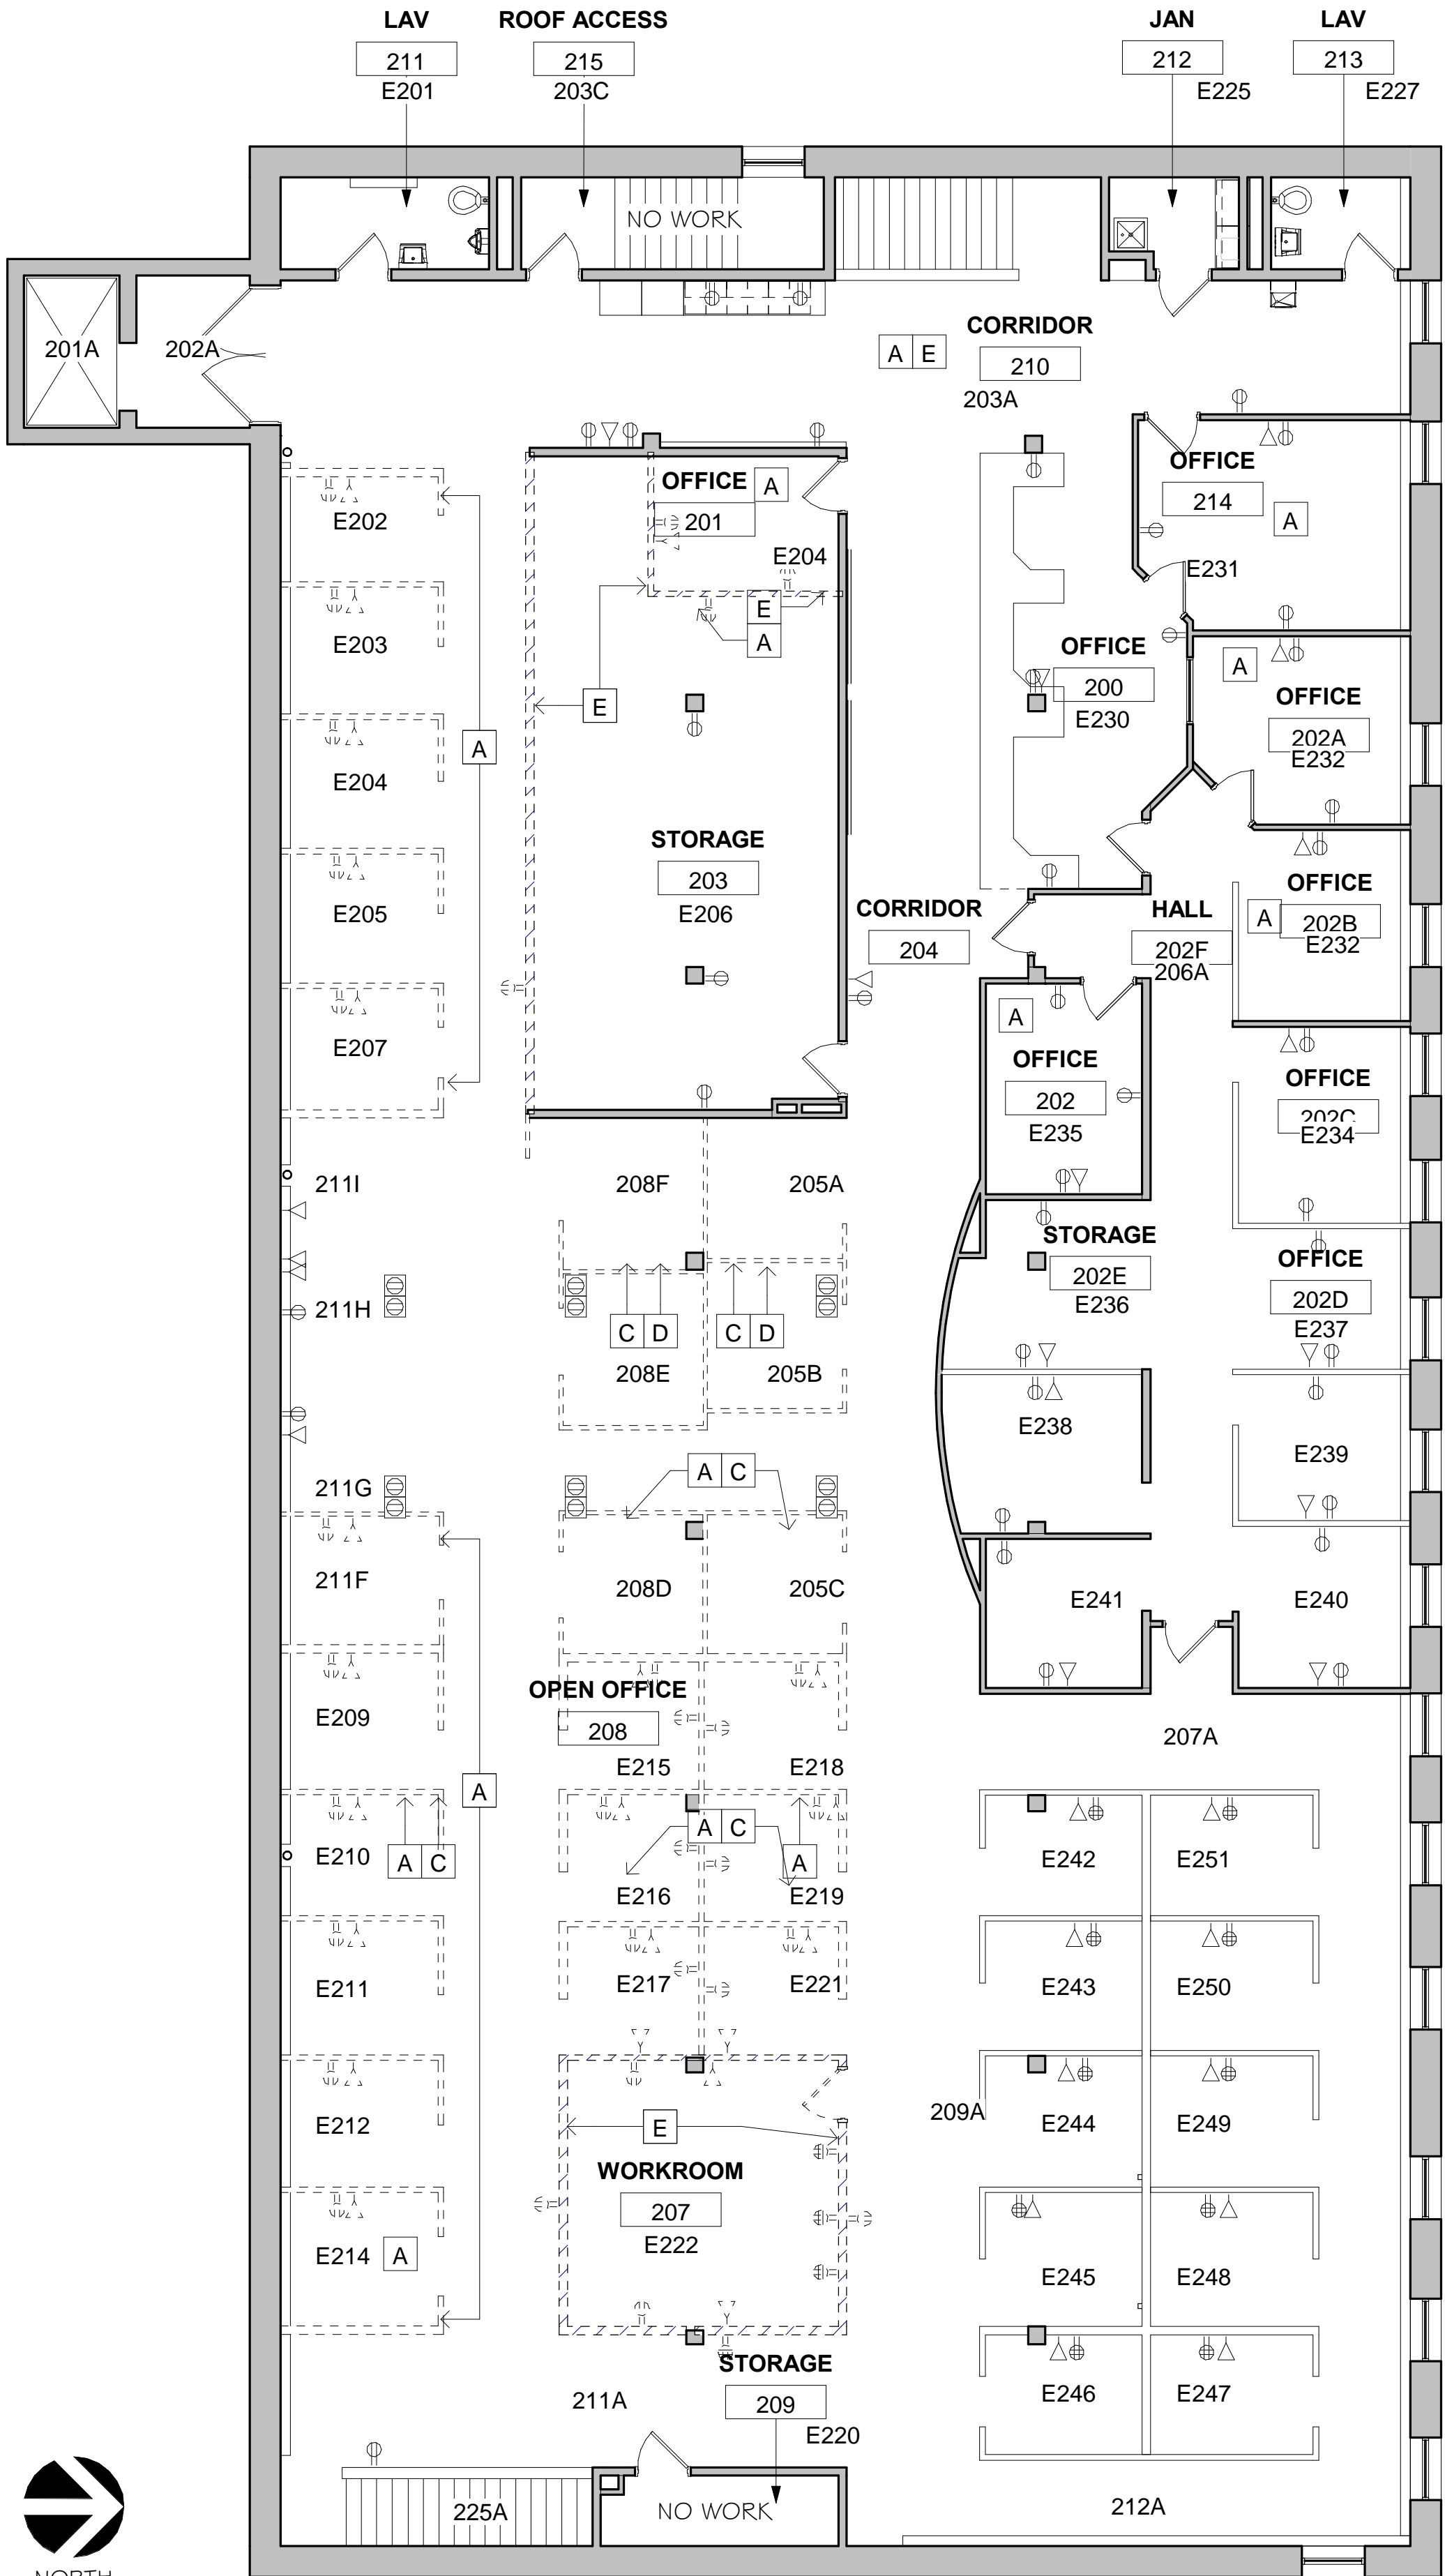 LAV
211
E201
ROOF ACCESS
215
203C
JAN
212
E225
LAV
213
E227
NO WORK
201A
202A
A E
CORRIDOR
210
203A
OFFICE
201
A
E204
E
A
E
OFFICE
214
A
E231
E202
E203
E204
A
E205
E207
OFFICE
200
E230
A
OFFICE
202A
E232
STORAGE
203
E206
CORRIDOR
204
HALL
202F
206A
OFFICE
A
202B
E232
A
OFFICE
202
E235
OFFICE
202C
E234
211I
208F
205A
STORAGE
202E
E236
OFFICE
202D
E237
211H
C D
C D
208E
205B
E238
E239
211G
A C
211F
208D
205C
E241
E240
E209
OPEN OFFICE
208
E215
E218
207A
A
E210
A C
A C
A
E216
E219
E242
E251
E211
E217
E221
E243
E250
E212
E
209A
E244
E249
WORKROOM
207
E222
E214
A
E245
E248
STORAGE
209
E220
211A
E246
E247
225A
NO WORK
212A
NORTH